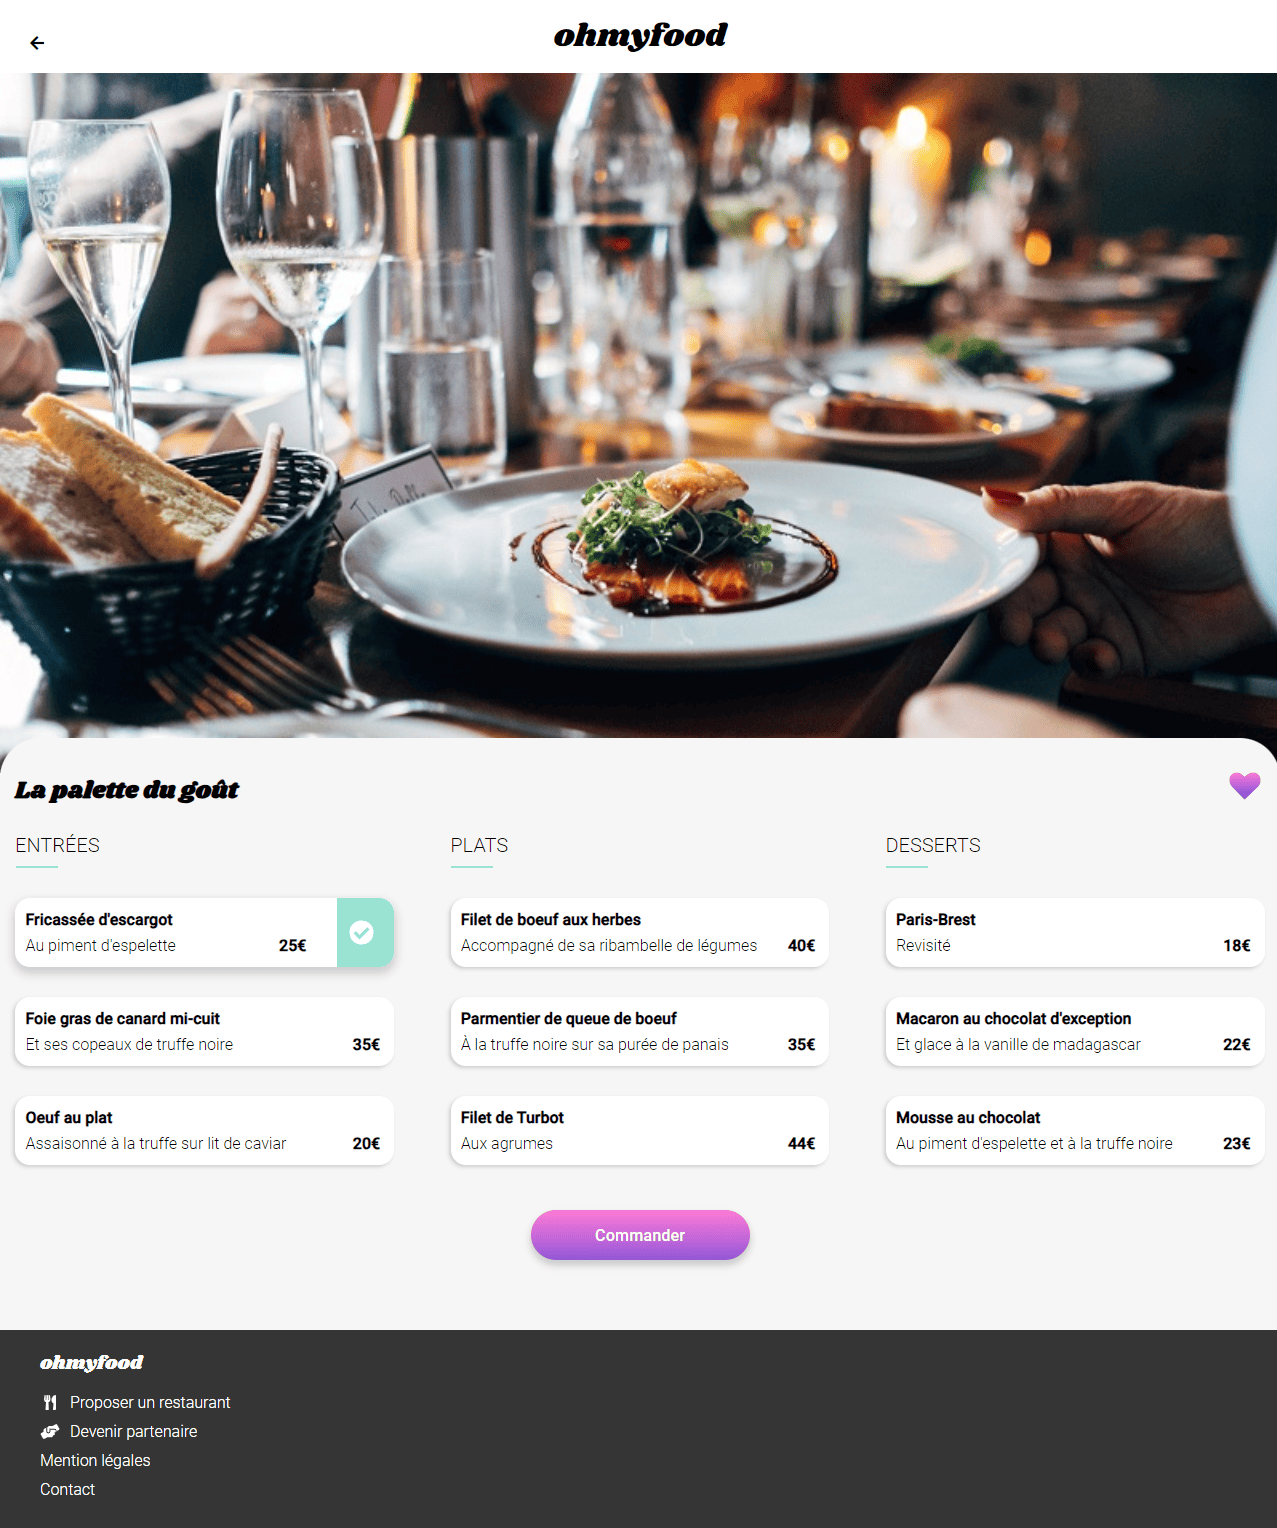 ohmyfood
La palette du goût
ENTRÉES
Fricassée d'escargot
Au piment d'espelette 25€
Foie gras de canard mi-cuit
Et ses copeaux de truffe noire 35€
Oeuf au plat
Assaisonné à la truffe sur lit de caviar 20€
PLATS
Filet de boeuf aux herbes
Accompagné de sa ribambelle de légumes 40€
Parmentier de queue de boeuf
À la truffe noire sur sa purée de panais 35€
Filet de Turbot
Aux agrumes 44€
DESSERTS
Paris-Brest
Revisité 18€
Macaron au chocolat d'exception
Et glace à la vanille de madagascar 22€
Mousse au chocolat
Au piment d'espelette et à la truffe noire 23€
Commander
ohmyfood
Proposer un restaurant
Devenir partenaire
Mention légales
Contact